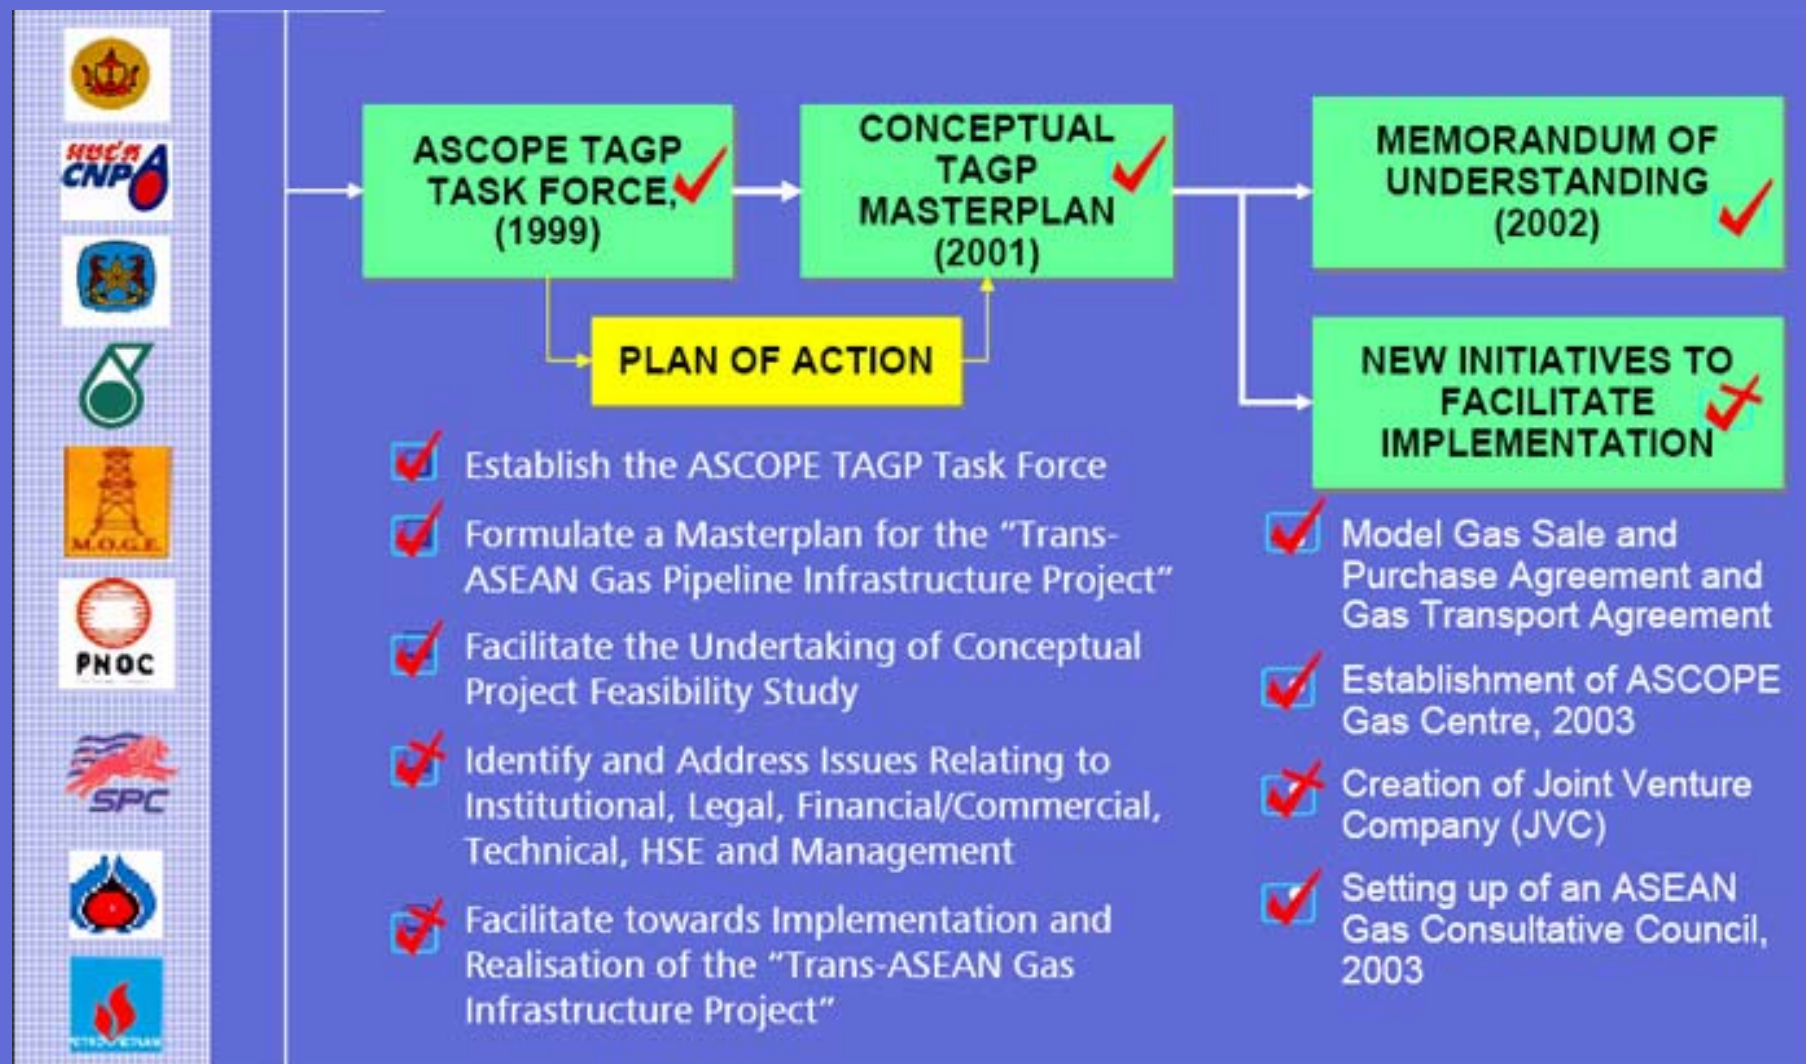 ASCOPE TAGP
TASK FORCE,
(1999)
CONCEPTUAL
TAGP
MASTERPLAN
(2001)
MEMORANDUM OF
UNDERSTANDING
(2002)
PLAN OF ACTION
NEW INITIATIVES TO
FACILITATE
IMPLEMENTATION
Establish the ASCOPE TAGP Task Force
Formulate a Masterplan for the “Trans-
ASEAN Gas Pipeline Infrastructure Project”
Facilitate the Undertaking of Conceptual
Project Feasibility Study
Identify and Address Issues Relating to
Institutional, Legal, Financial/Commercial,
Technical, HSE and Management
Facilitate towards Implementation and
Realisation of the “Trans-ASEAN Gas
Infrastructure Project”
Model Gas Sale and
Purchase Agreement and
Gas Transport Agreement
Establishment of ASCOPE
Gas Centre, 2003
Creation of Joint Venture
Company (JVC)
Setting up of an ASEAN
Gas Consultative Council,
2003
CNP
M.O.G.E.
PNOC
SPC